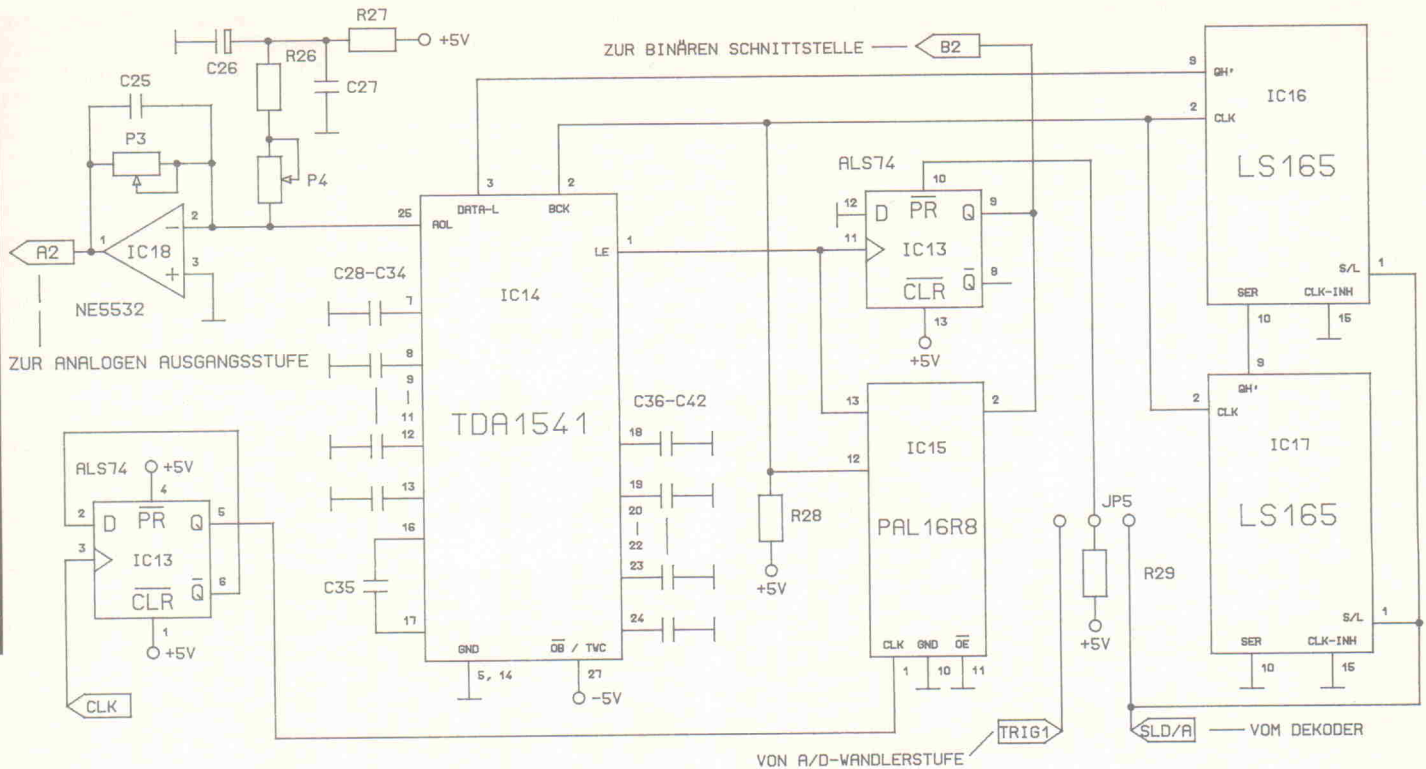 R27
+5V
C26
R26
C27
C25
P3
P4
A2
1
IC18
2
3
NE5532
ZUR ANALOGEN AUSGANGSSTUFE
ZUR BINÄREN SCHNITTSTELLE
B2
3
DATA-L
2
BCK
25
AOL
LE
1
IC14
TDA1541
C28-C34
7
8
9
11
12
13
16
C35
17
C36-C42
18
19
20
22
23
24
GND
5, 14
OB / TWC
27
-5V
ALS74
+5V
4
2
D
PR
Q
5
3
IC13
6
Q
CLR
1
+5V
CLK
ALS74
10
12
D
PR
Q
9
11
IC13
CLR
Q
8
13
+5V
13
2
IC15
12
PAL16R8
CLK
GND
OE
1
10
11
R28
+5V
JP5
R29
+5V
TRIG1
VON A/D-WANDLERSTUFE
SLD/A
VOM DEKODER
9
QH'
IC16
2
CLK
LS165
S/L
1
SER
CLK-INH
10
15
9
QH'
2
CLK
IC17
LS165
S/L
1
SER
CLK-INH
10
15